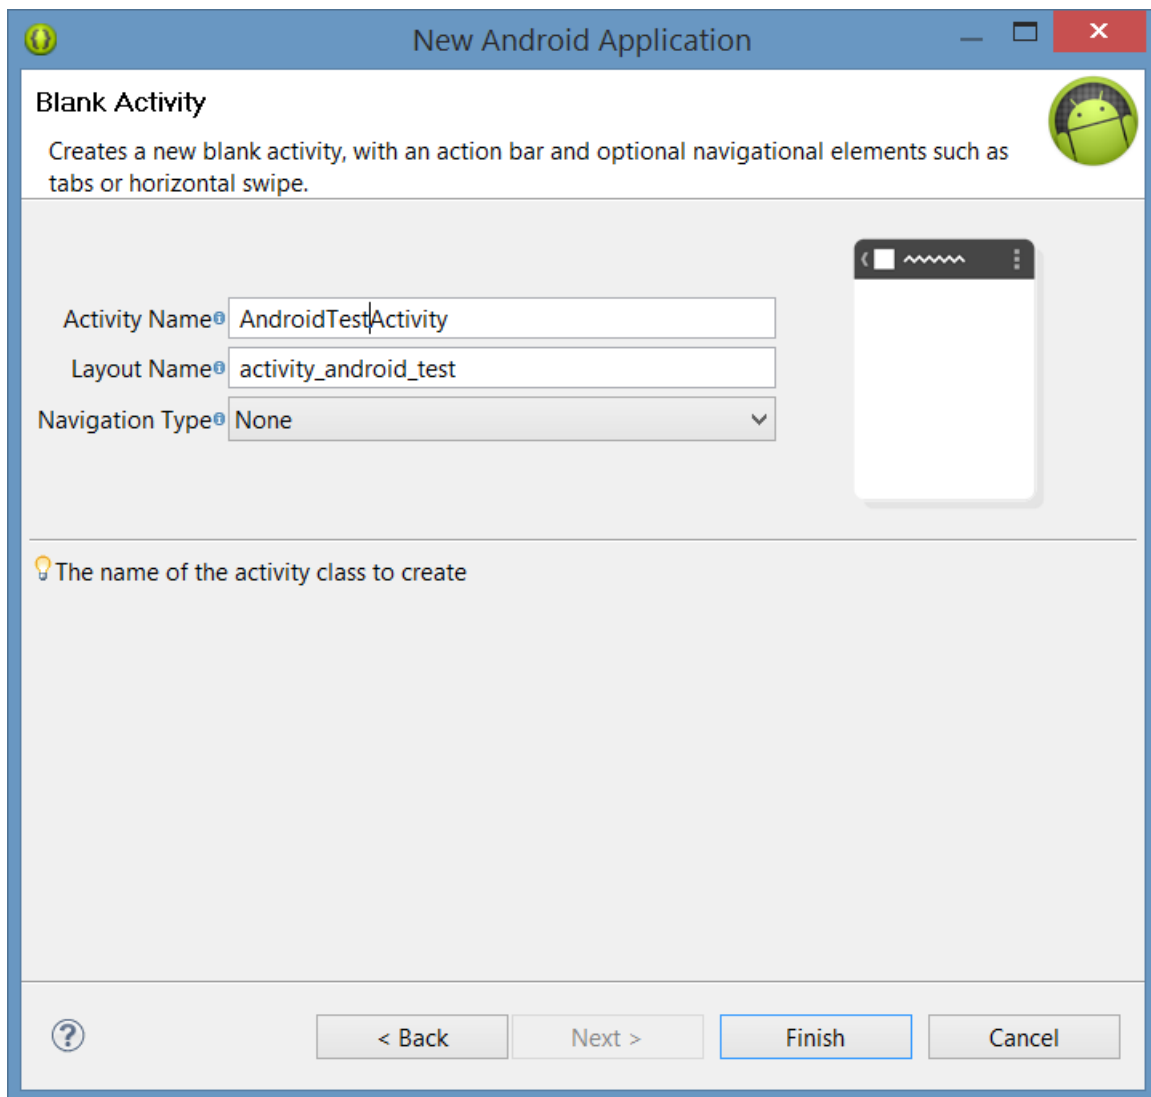 New Android Application
Blank Activity
Creates a new blank activity, with an action bar and optional navigational elements such as
tabs or horizontal swipe.
Activity Name AndroidTestActivity
Layout Name activity_android_test
Navigation Type None
The name of the activity class to create
< Back Next > Finish Cancel